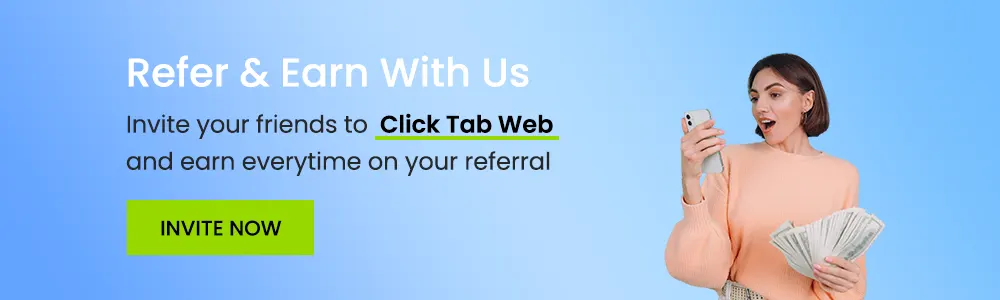 Refer & Earn With Us
Invite your friends to Click Tab Web
and earn everytime on your referral
INVITE NOW